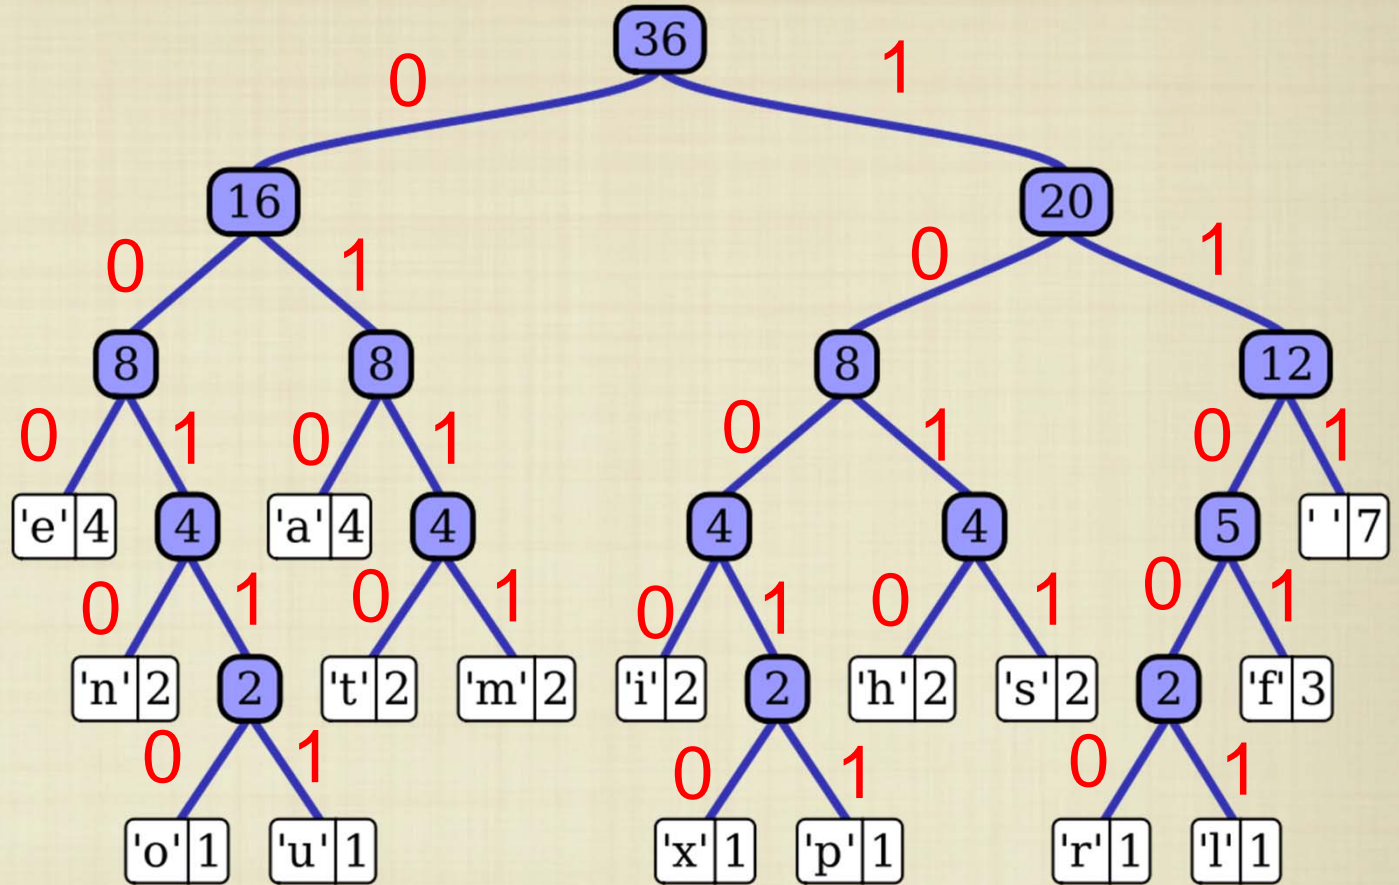 36
0 1
16 20
0 1 0 1
8 8 8 12
0 1 0 1 0 1 0 1
'e' 4 4 'a' 4 4 4 4 5 ' ' 7
0 1 0 1 0 1 0 1 0 1
'n' 2 2 't' 2 'm' 2 'i' 2 2 'h' 2 's' 2 2 'f' 3
0 1 0 1 0 1
'o' 1 'u' 1 'x' 1 'p' 1 'r' 1 'l' 1